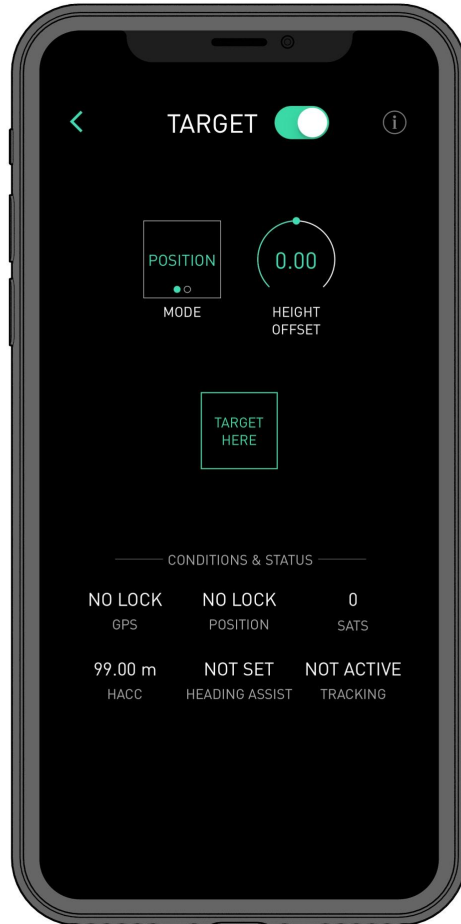 TARGET
POSITION
0.00
MODE
HEIGHT
OFFSET
TARGET
HERE
CONDITIONS & STATUS
NO LOCK NO LOCK 0
GPS POSITION SATS
99.00 m NOT SET NOT ACTIVE
HACC HEADING ASSIST TRACKING